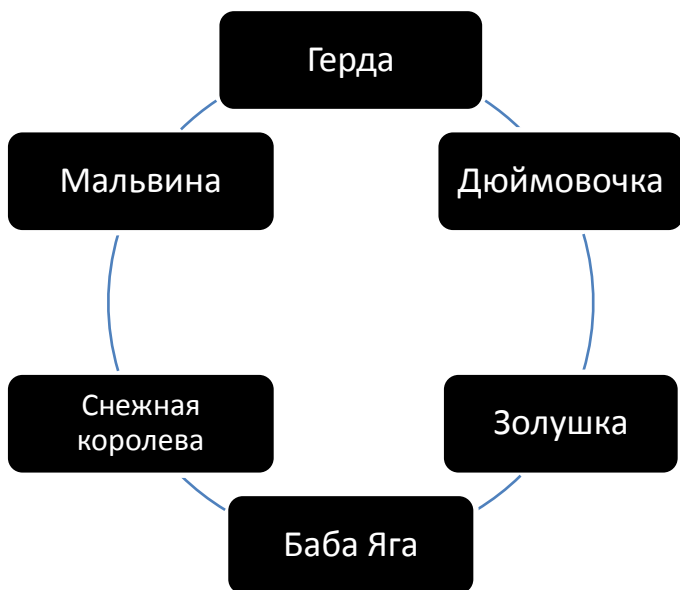 Герда
Мальвина
Дюймовочка
Снежная
королева
Золушка
Баба Яга